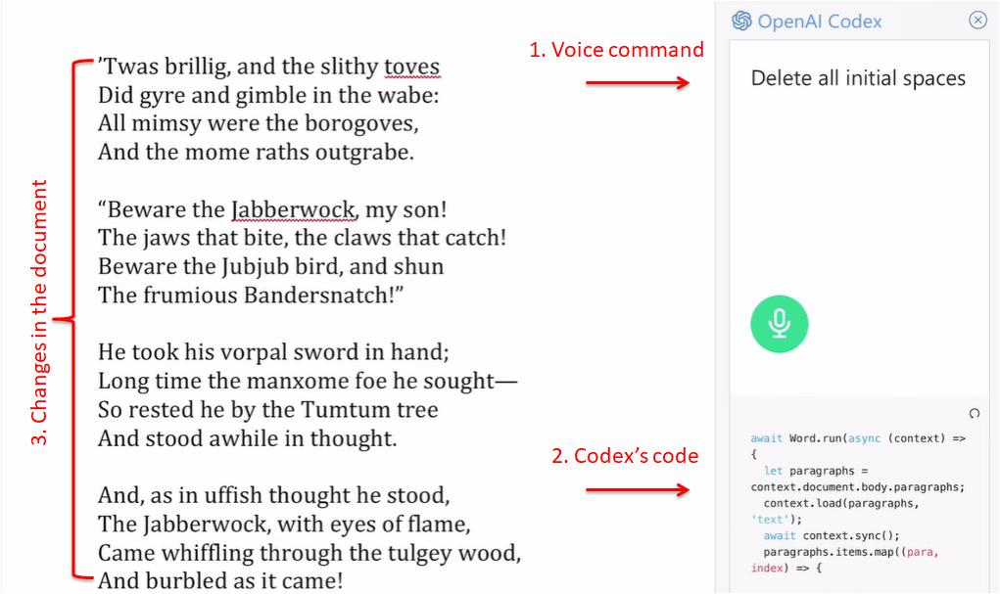 ’Twas brillig, and the slithy toves
Did gyre and gimble in the wabe:
All mimsy were the borogoves,
And the mome raths outgrabe.
“Beware the Jabberwock, my son!
The jaws that bite, the claws that catch!
Beware the Jubjub bird, and shun
The frumious Bandersnatch!”
He took his vorpal sword in hand;
Long time the manxome foe he sought—
So rested he by the Tumtum tree
And stood awhile in thought.
And, as in uffish thought he stood,
The Jabberwock, with eyes of flame,
Came whiffling through the tulgey wood,
And burbled as it came!
3. Changes in the document
1. Voice command
2. Codex’s code
OpenAI Codex
Delete all initial spaces
await Word.run(async (context) =>
{
let paragraphs =
context.document.body.paragraphs;
context.load(paragraphs,
'text');
await context.sync();
paragraphs.items.map((para,
index) => {